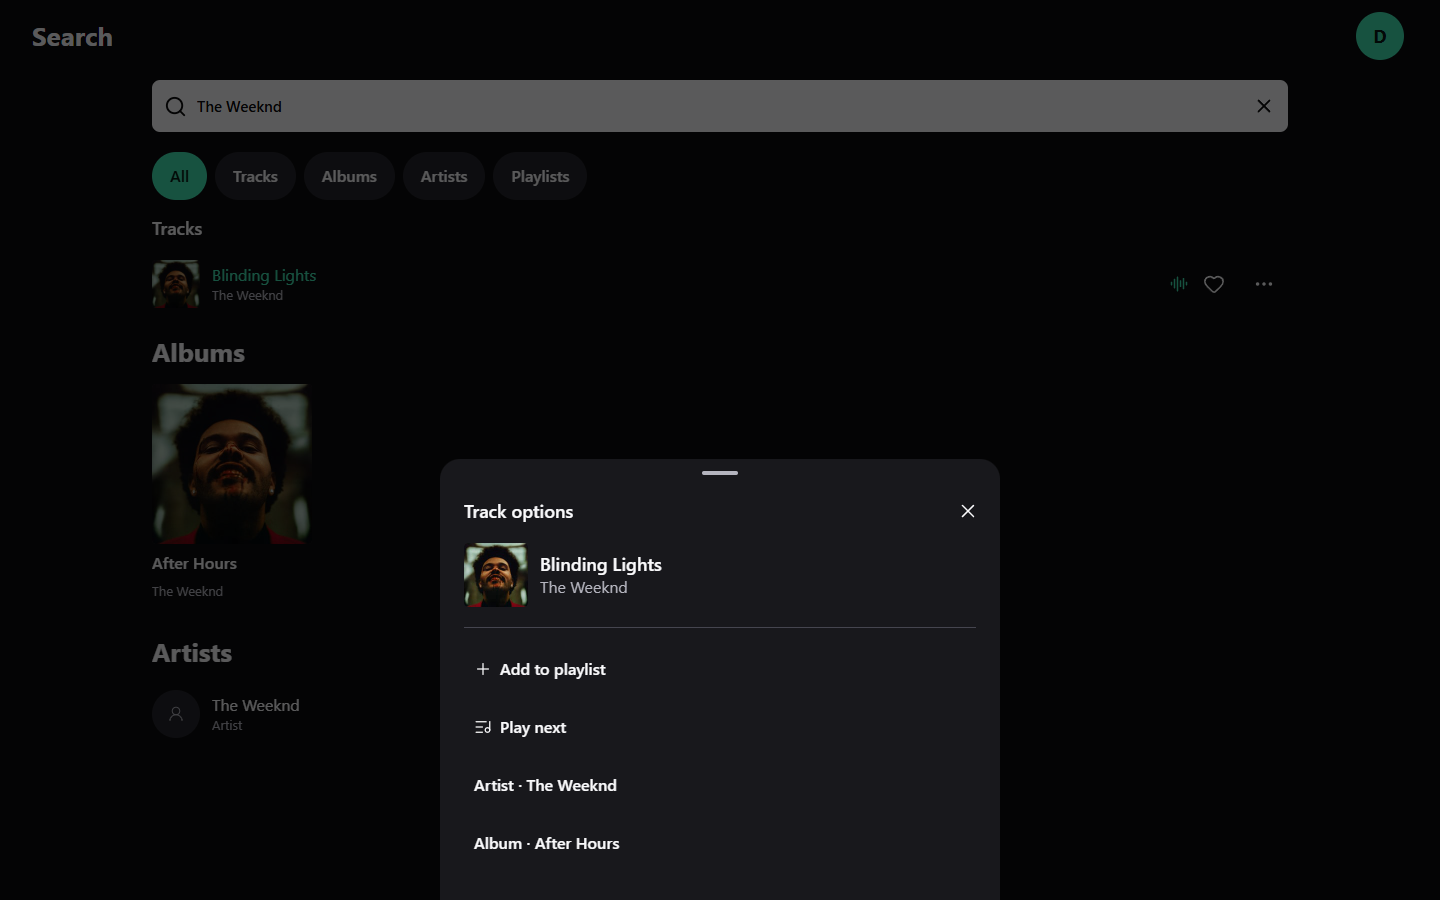 Search
D
The Weeknd
All
Tracks
Albums
Artists
Playlists
Tracks
Blinding Lights
The Weeknd
Albums
After Hours
The Weeknd
Artists
The Weeknd
Artist
Track options
Blinding Lights
The Weeknd
Add to playlist
Play next
Artist · The Weeknd
Album · After Hours